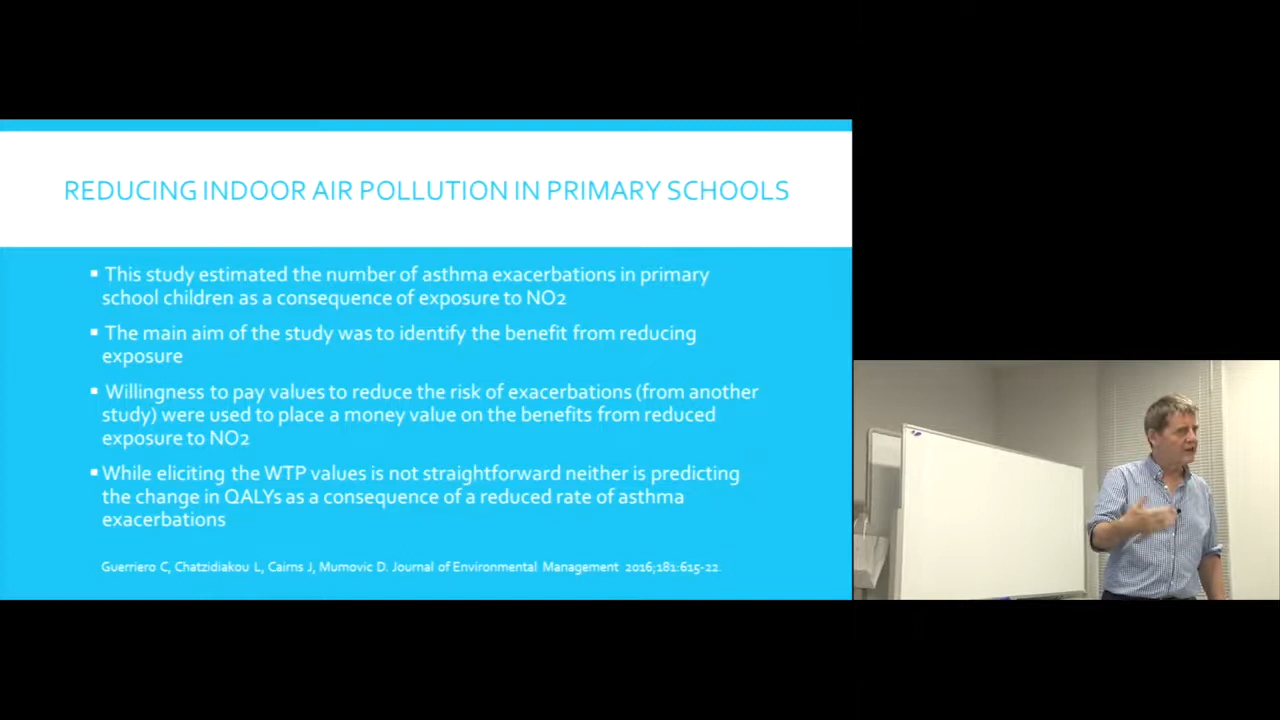 REDUCING INDOOR AIR POLLUTION IN PRIMARY SCHOOLS
▪ This study estimated the number of asthma exacerbations in primary
school children as a consequence of exposure to NO2
▪ The main aim of the study was to identify the benefit from reducing
exposure
▪ Willingness to pay values to reduce the risk of exacerbations (from another
study) were used to place a money value on the benefits from reduced
exposure to NO2
▪ While eliciting the WTP values is not straightforward neither is predicting
the change in QALYs as a consequence of a reduced rate of asthma
exacerbations
Guerriero C, Chatzidiakou L, Cairns J, Mumovic D. Journal of Environmental Management 2016;181:615-22.